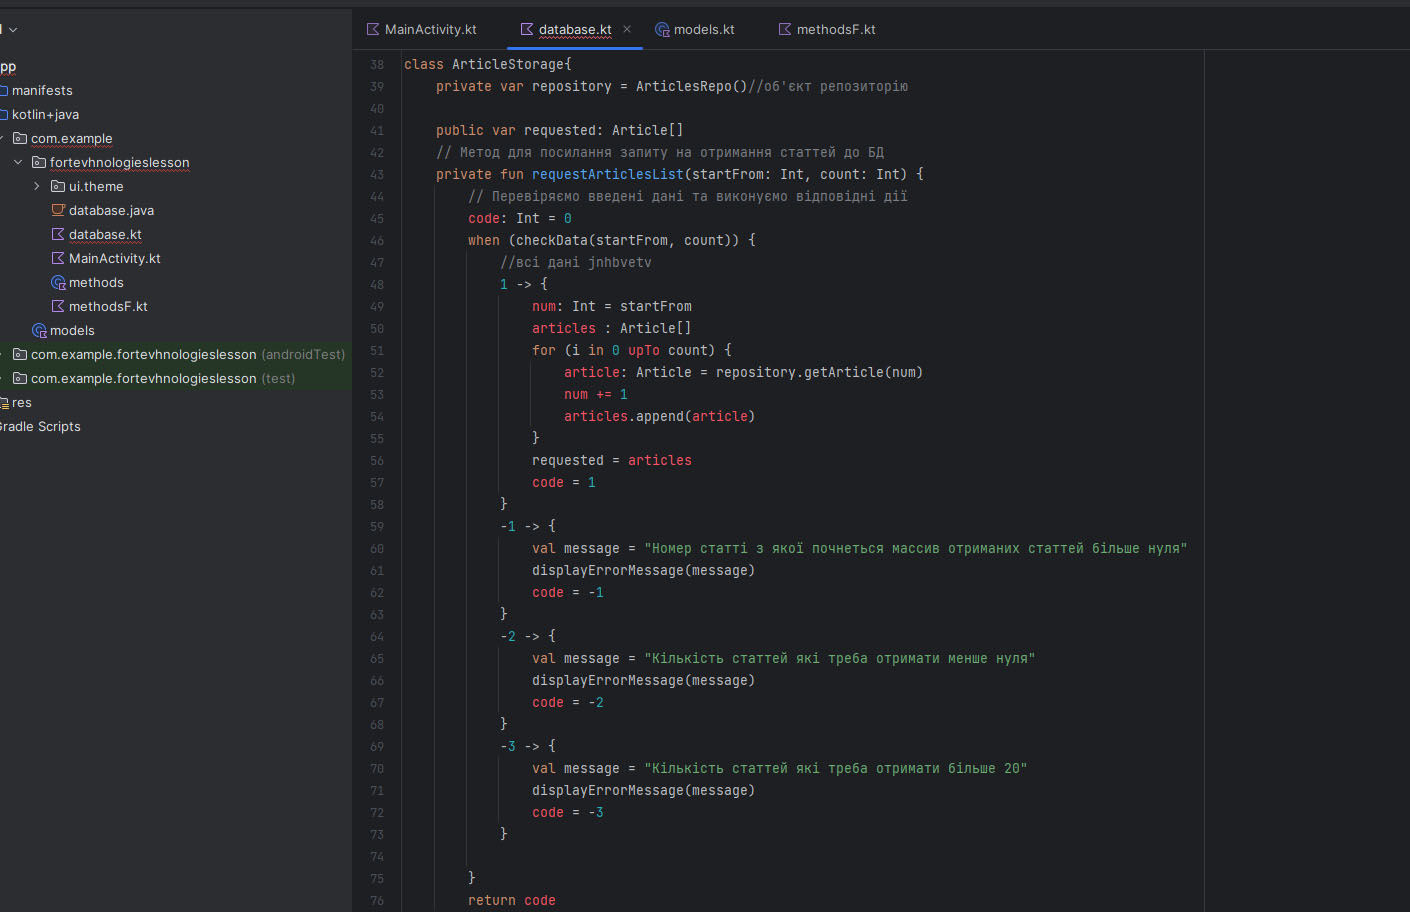 MainActivity.kt
database.kt
models.kt
methodsF.kt
pp
manifests
kotlin+java
com.example
fortevhnologieslesson
ui.theme
database.java
database.kt
MainActivity.kt
methods
methodsF.kt
models
com.example.fortevhnologieslesson (androidTest)
com.example.fortevhnologieslesson (test)
res
radle Scripts
38 class ArticleStorage{
39 private var repository = ArticlesRepo()//об'єкт репозиторію
40
41 public var requested: Article[]
42 // Метод для посилання запиту на отримання статтей до БД
43 private fun requestArticlesList(startFrom: Int, count: Int) {
44 // Перевіряємо введені дані та виконуємо відповідні дії
45 code: Int = 0
46 when (checkData(startFrom, count)) {
47 //всі дані jnhbvetv
48 1 -> {
49 num: Int = startFrom
50 articles : Article[]
51 for (i in 0 upTo count) {
52 article: Article = repository.getArticle(num)
53 num += 1
54 articles.append(article)
55 }
56 requested = articles
57 code = 1
58 }
59 -1 -> {
60 val message = "Номер статті з якої почнеться массив отриманих статтей більше нуля"
61 displayErrorMessage(message)
62 code = -1
63 }
64 -2 -> {
65 val message = "Кількість статтей які треба отримати менше нуля"
66 displayErrorMessage(message)
67 code = -2
68 }
69 -3 -> {
70 val message = "Кількість статтей які треба отримати більше 20"
71 displayErrorMessage(message)
72 code = -3
73 }
74
75 }
76 return code